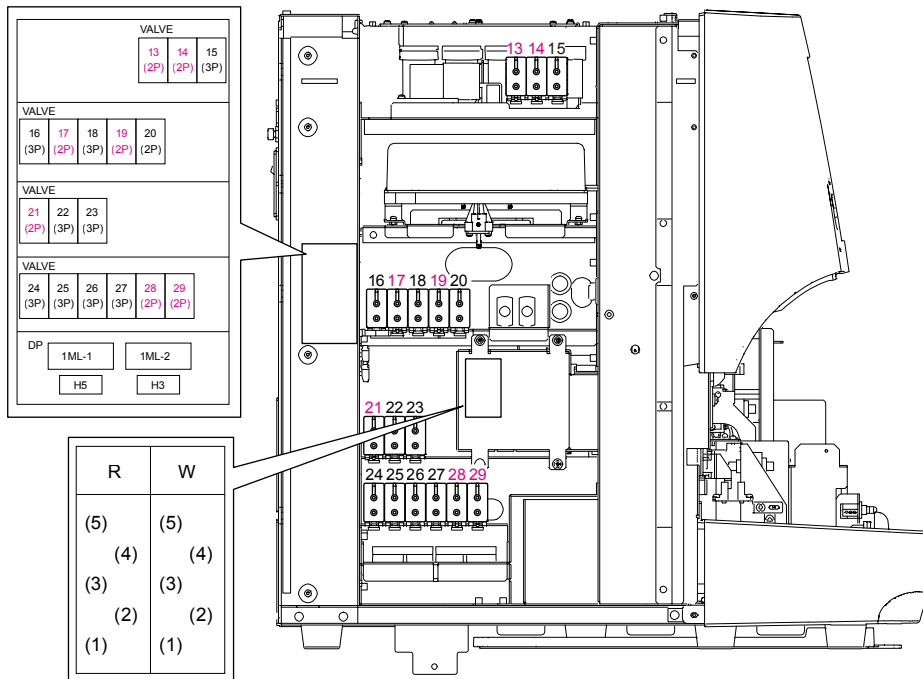 VALVE
13 14 15
(2P) (2P) (3P)
VALVE
16 17 18 19 20
(3P) (2P) (3P) (2P) (2P)
VALVE
21 22 23
(2P) (3P) (3P)
VALVE
24 25 26 27 28 29
(3P) (3P) (3P) (3P) (2P) (2P)
DP 1ML-1 1ML-2
H5 H3
13 14 15
16 17 18 19 20
21 22 23
24 25 26 27 28 29
R W
(5) (5)
(4) (4)
(3) (3)
(2) (2)
(1) (1)